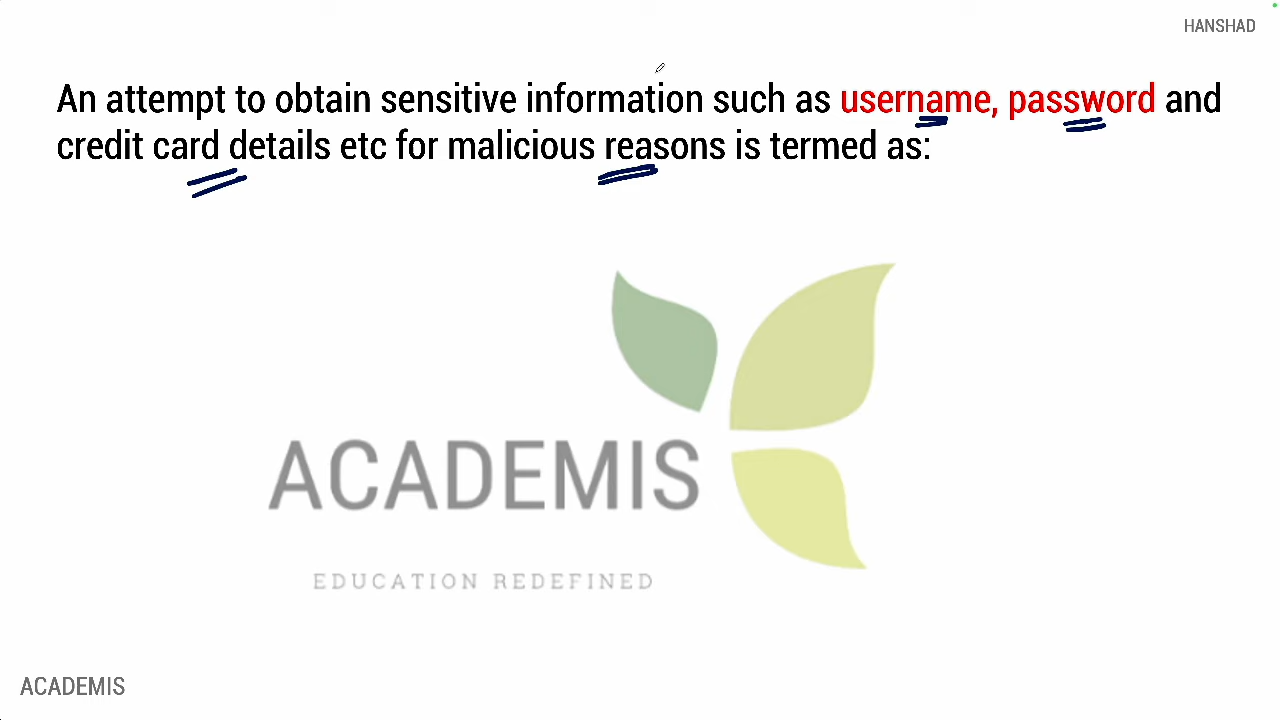 HANSHAD
An attempt to obtain sensitive information such as username, password and
credit card details etc for malicious reasons is termed as:
ACADEMIS
EDUCATION REDEFINED
ACADEMIS